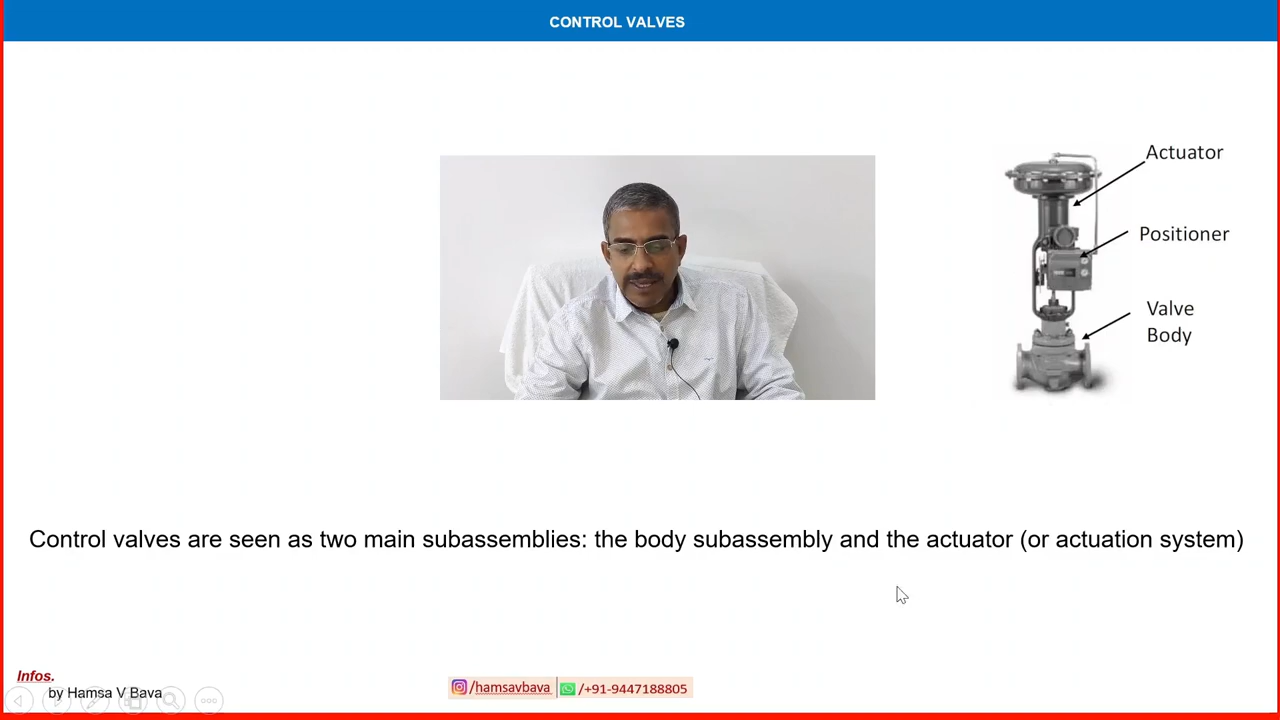 CONTROL VALVES
Actuator
Positioner
Valve
Body
Control valves are seen as two main subassemblies: the body subassembly and the actuator (or actuation system)
Infos.
by Hamsa V Bava
/hamsavbava
/+91-9447188805